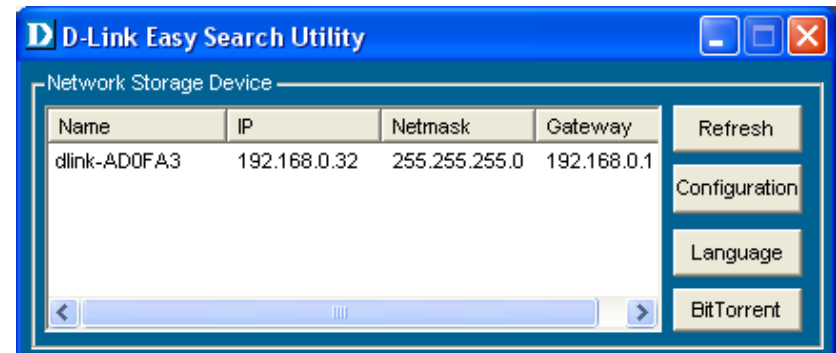 D D-Link Easy Search Utility
Network Storage Device
Name IP Netmask Gateway
dlink-AD0FA3 192.168.0.32 255.255.255.0 192.168.0.1
Refresh
Configuration
Language
BitTorrent